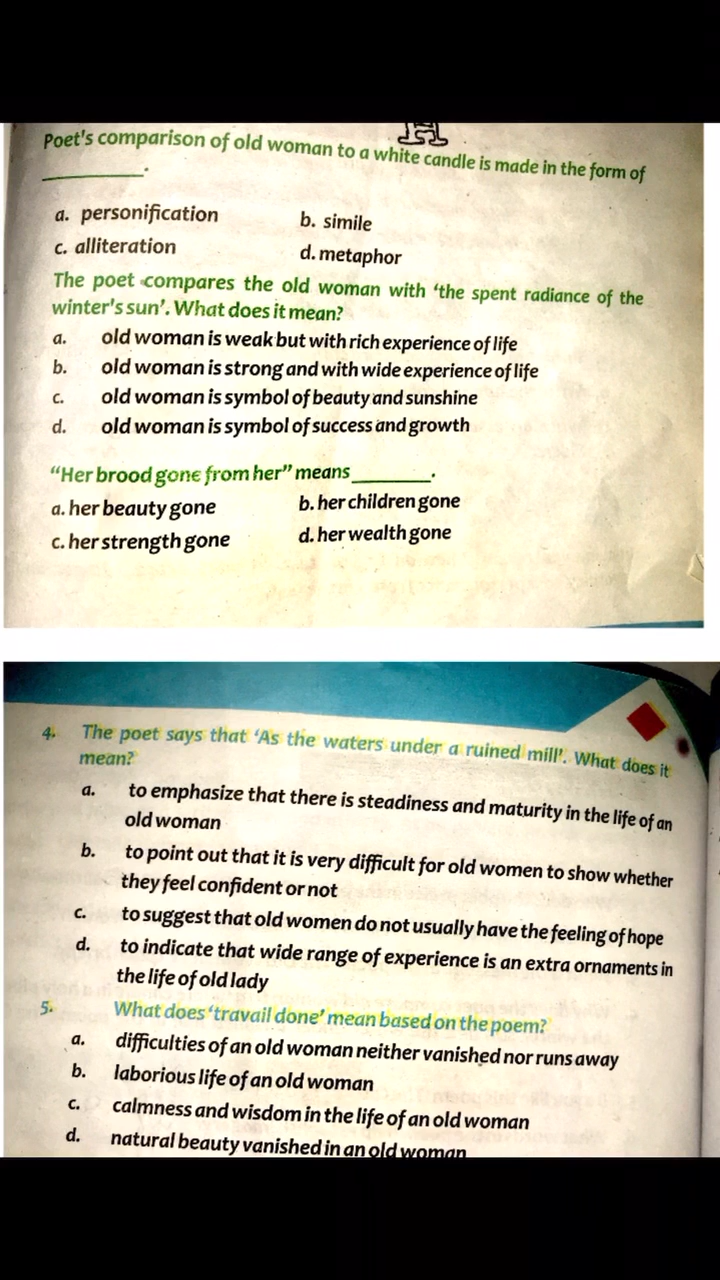 Poet's comparison of old woman to a white candle is made in the form of
__________.
a. personification b. simile
c. alliteration d. metaphor
The poet compares the old woman with ‘the spent radiance of the
winter's sun’. What does it mean?
a. old woman is weak but with rich experience of life
b. old woman is strong and with wide experience of life
c. old woman is symbol of beauty and sunshine
d. old woman is symbol of success and growth
“Her brood gone from her” means ________.
a. her beauty gone b. her children gone
c. her strength gone d. her wealth gone
4. The poet says that ‘As the waters under a ruined mill’. What does it
mean?
a. to emphasize that there is steadiness and maturity in the life of an
old woman
b. to point out that it is very difficult for old women to show whether
they feel confident or not
c. to suggest that old women do not usually have the feeling of hope
d. to indicate that wide range of experience is an extra ornaments in
the life of old lady
5. What does ‘travail done’ mean based on the poem?
a. difficulties of an old woman neither vanished nor runs away
b. laborious life of an old woman
c. calmness and wisdom in the life of an old woman
d. natural beauty vanished in an old woman